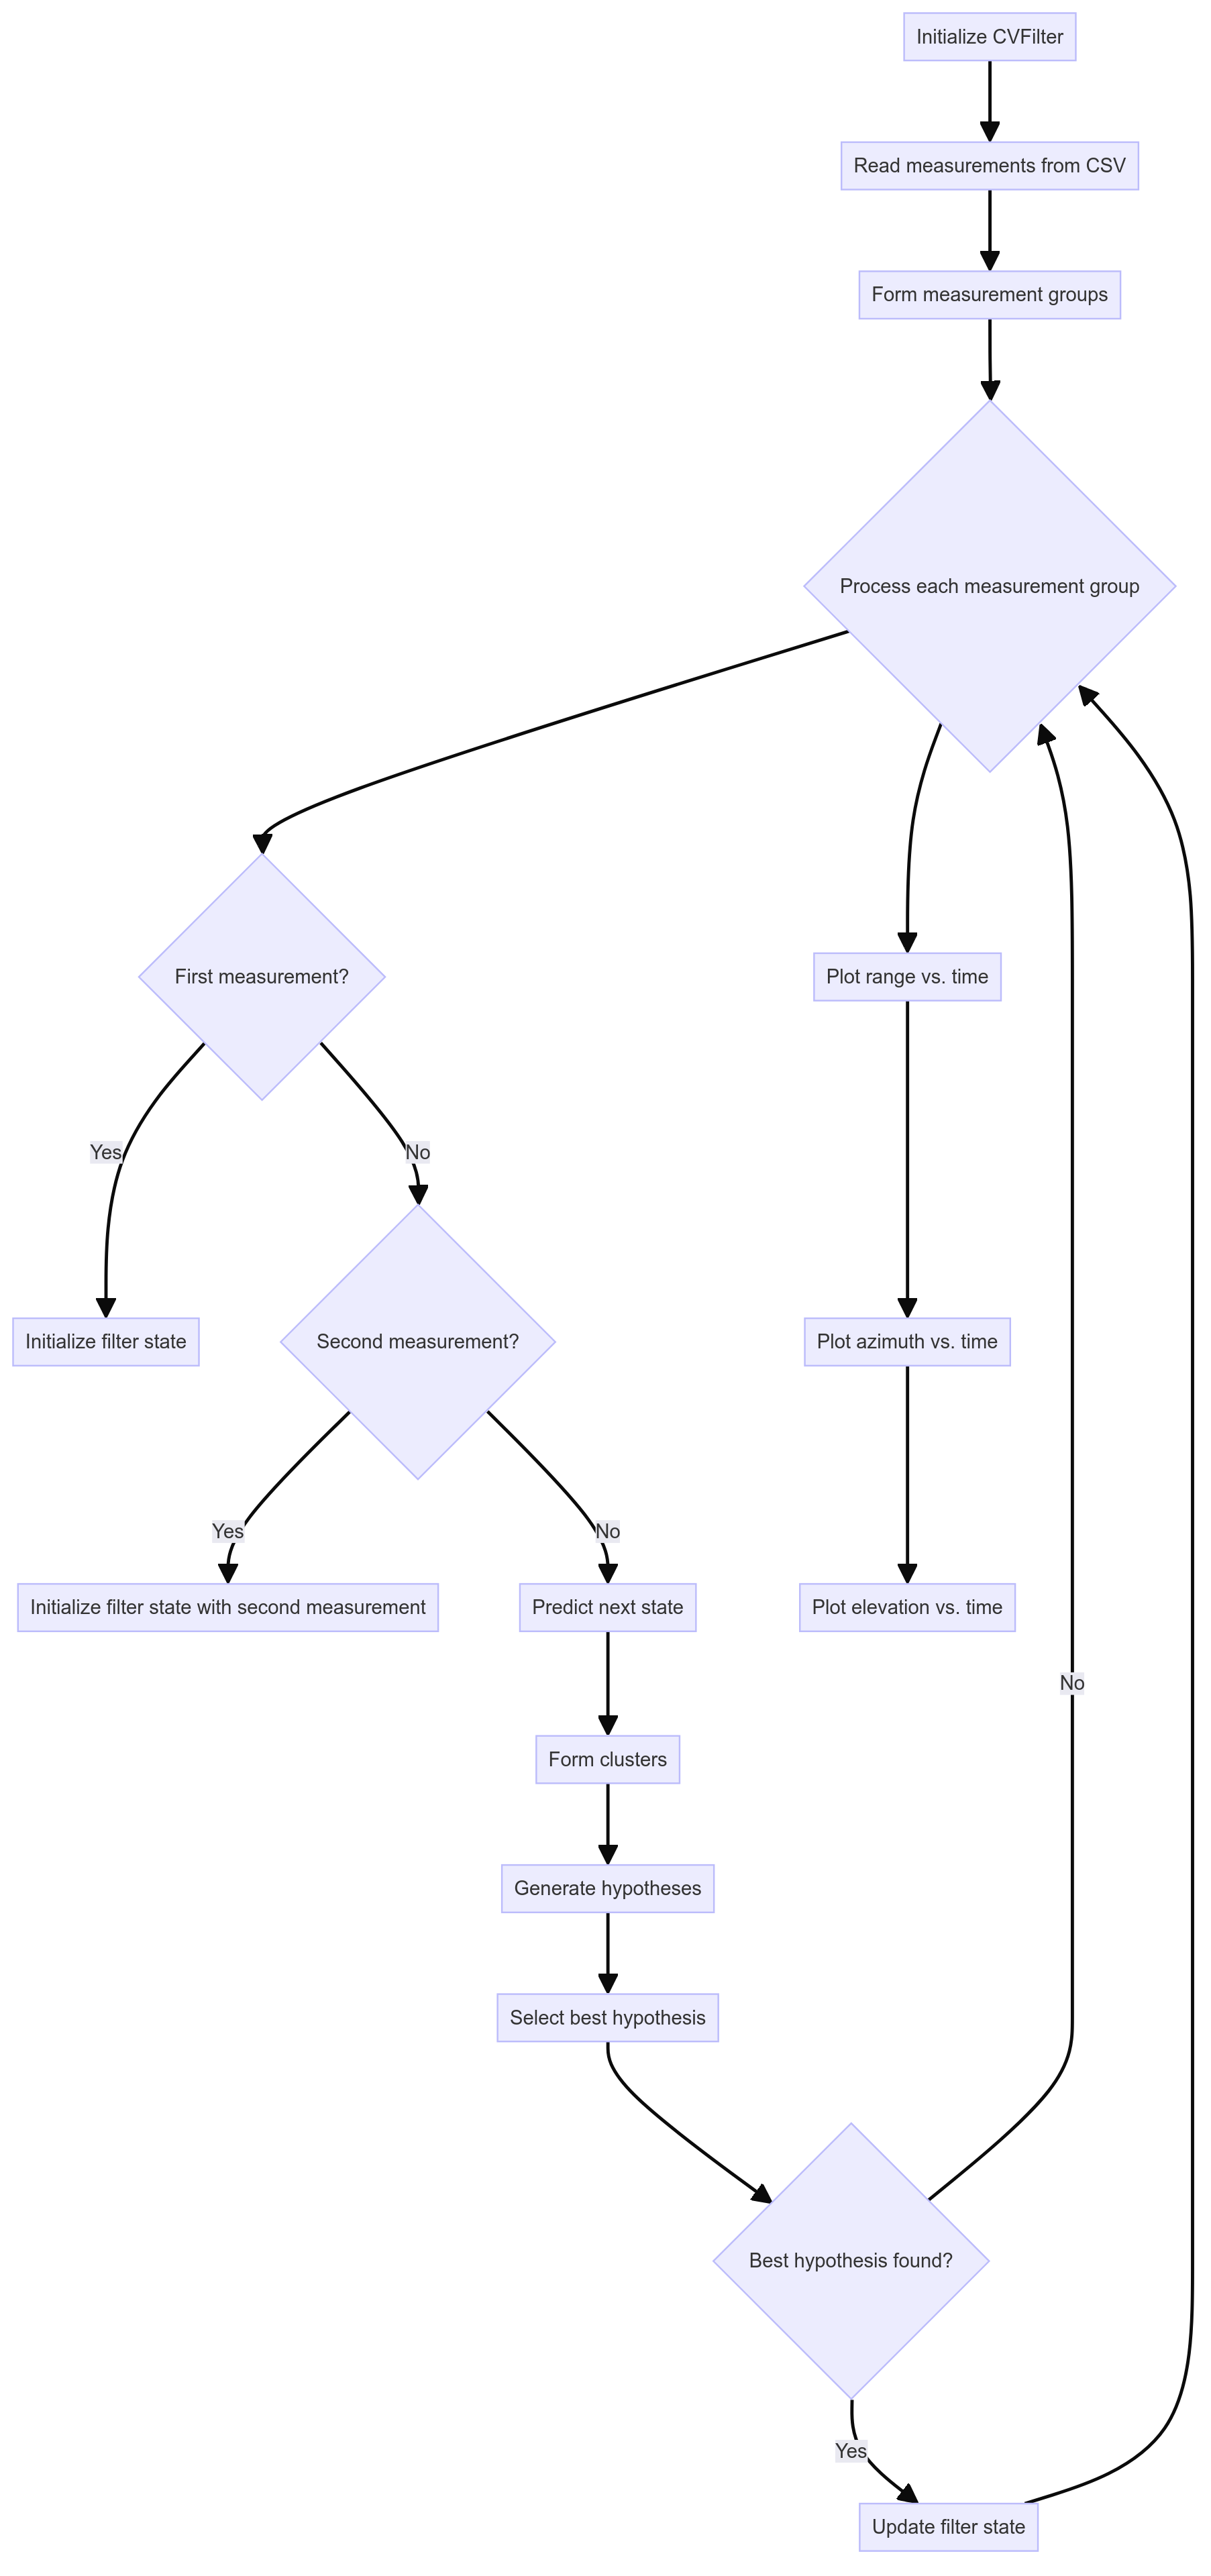 Initialize CVFilter
Read measurements from CSV
Form measurement groups
Process each measurement group
First measurement?
Plot range vs. time
Yes
No
Initialize filter state
Second measurement?
Plot azimuth vs. time
Yes
No
Initialize filter state with second measurement
Predict next state
Plot elevation vs. time
No
Form clusters
Generate hypotheses
Select best hypothesis
Best hypothesis found?
Yes
Update filter state